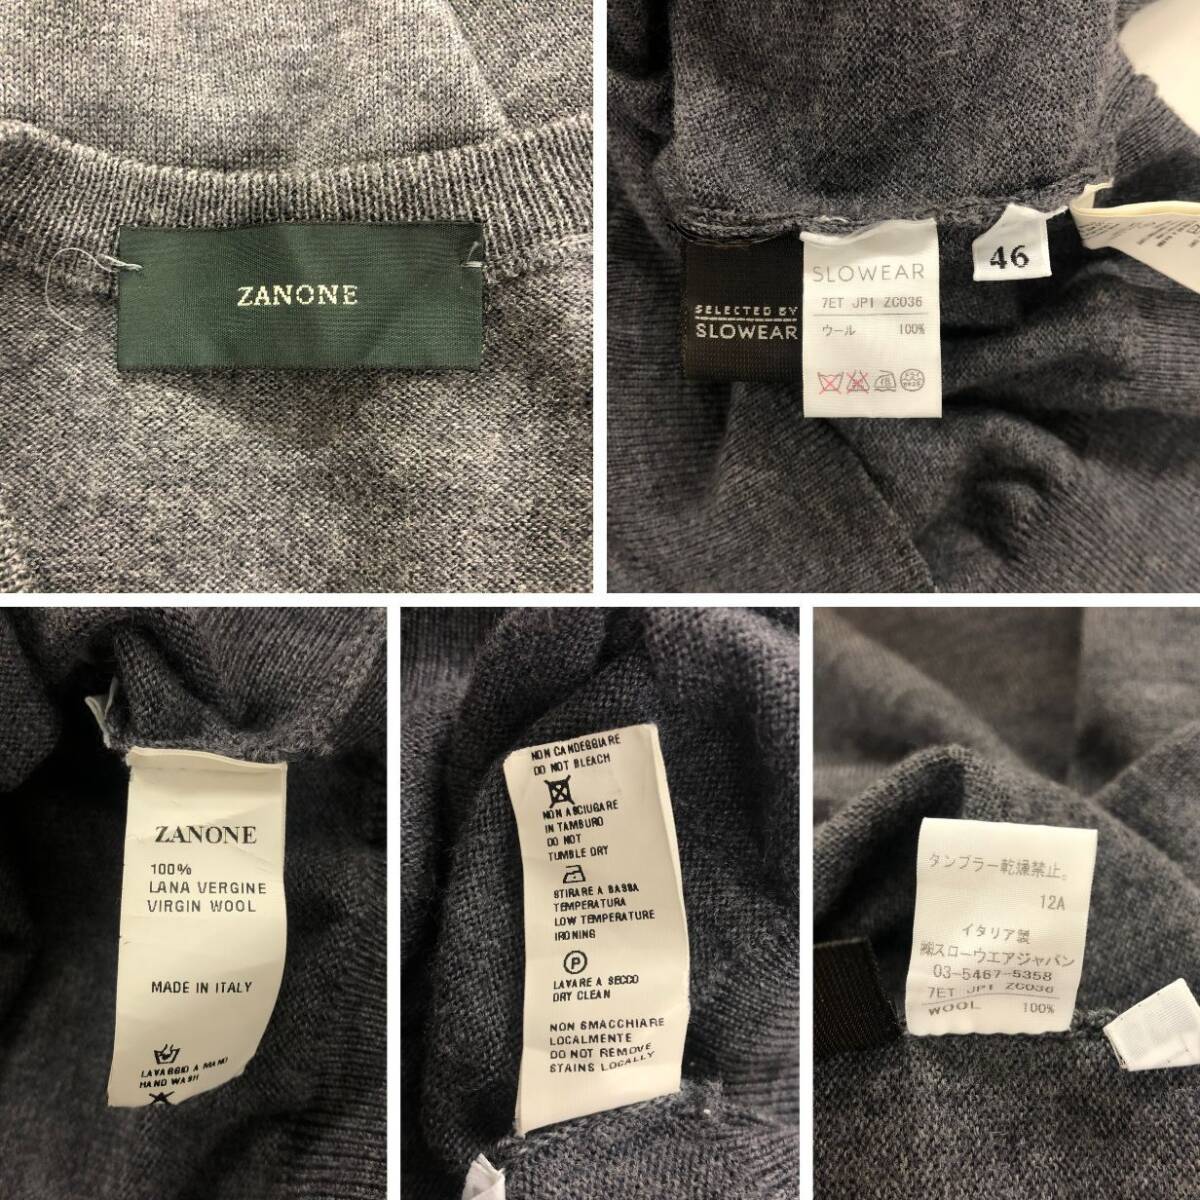 ZANONE
SELECTED BY
SLOWEAR
SLOWEAR
7ET JP1 ZC036
ウール 100%
46
ZANONE
100%
LANA VERGINE
VIRGIN WOOL
MADE IN ITALY
LAVAGGIO A MANO
HAND WASH
NON CANDEGGIARE
DO NOT BLEACH
NON ASCIUGARE
IN TAMBURO
DO NOT
TUMBLE DRY
STIRARE A BASSA
TEMPERATURA
LOW TEMPERATURE
IRONING
P
LAVARE A SECCO
DRY CLEAN
NON SMACCHIARE
LOCALMENTE
DO NOT REMOVE
STAINS LOCALLY
タンブラー乾燥禁止。
12A
イタリア製
㈱スローウエアジャパン
03-5467-5358
7ET JP1 ZC036
WOOL 100%